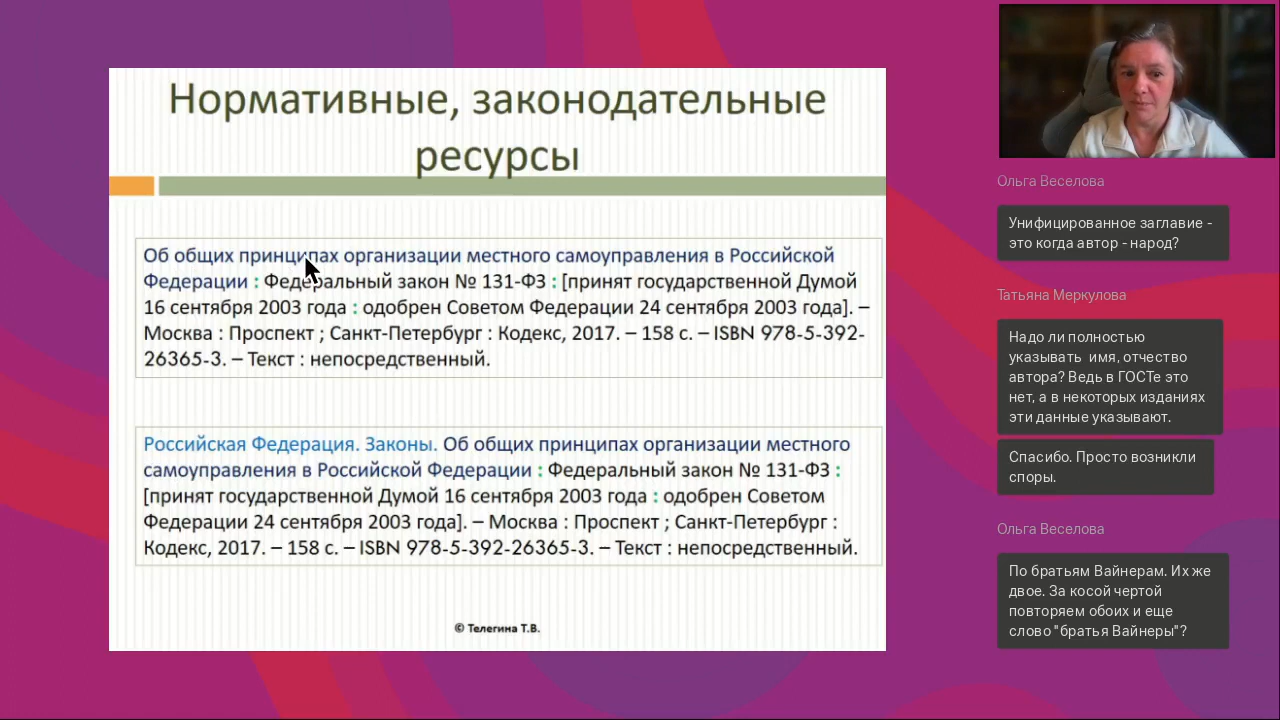 Нормативные, законодательные
ресурсы
Об общих принципах организации местного самоуправления в Российской
Федерации : Федеральный закон № 131-ФЗ : [принят государственной Думой
16 сентября 2003 года : одобрен Советом Федерации 24 сентября 2003 года]. –
Москва : Проспект ; Санкт-Петербург : Кодекс, 2017. – 158 с. – ISBN 978-5-392-
26365-3. – Текст : непосредственный.
Российская Федерация. Законы. Об общих принципах организации местного
самоуправления в Российской Федерации : Федеральный закон № 131-ФЗ :
[принят государственной Думой 16 сентября 2003 года : одобрен Советом
Федерации 24 сентября 2003 года]. – Москва : Проспект ; Санкт-Петербург :
Кодекс, 2017. – 158 с. – ISBN 978-5-392-26365-3. – Текст : непосредственный.
© Телегина Т.В.
Ольга Веселова
Унифицированное заглавие -
это когда автор - народ?
Татьяна Меркулова
Надо ли полностью
указывать имя, отчество
автора? Ведь в ГОСТе это
нет, а в некоторых изданиях
эти данные указывают.
Спасибо. Просто возникли
споры.
Ольга Веселова
По братьям Вайнерам. Их же
двое. За косой чертой
повторяем обоих и еще
слово "братья Вайнеры"?